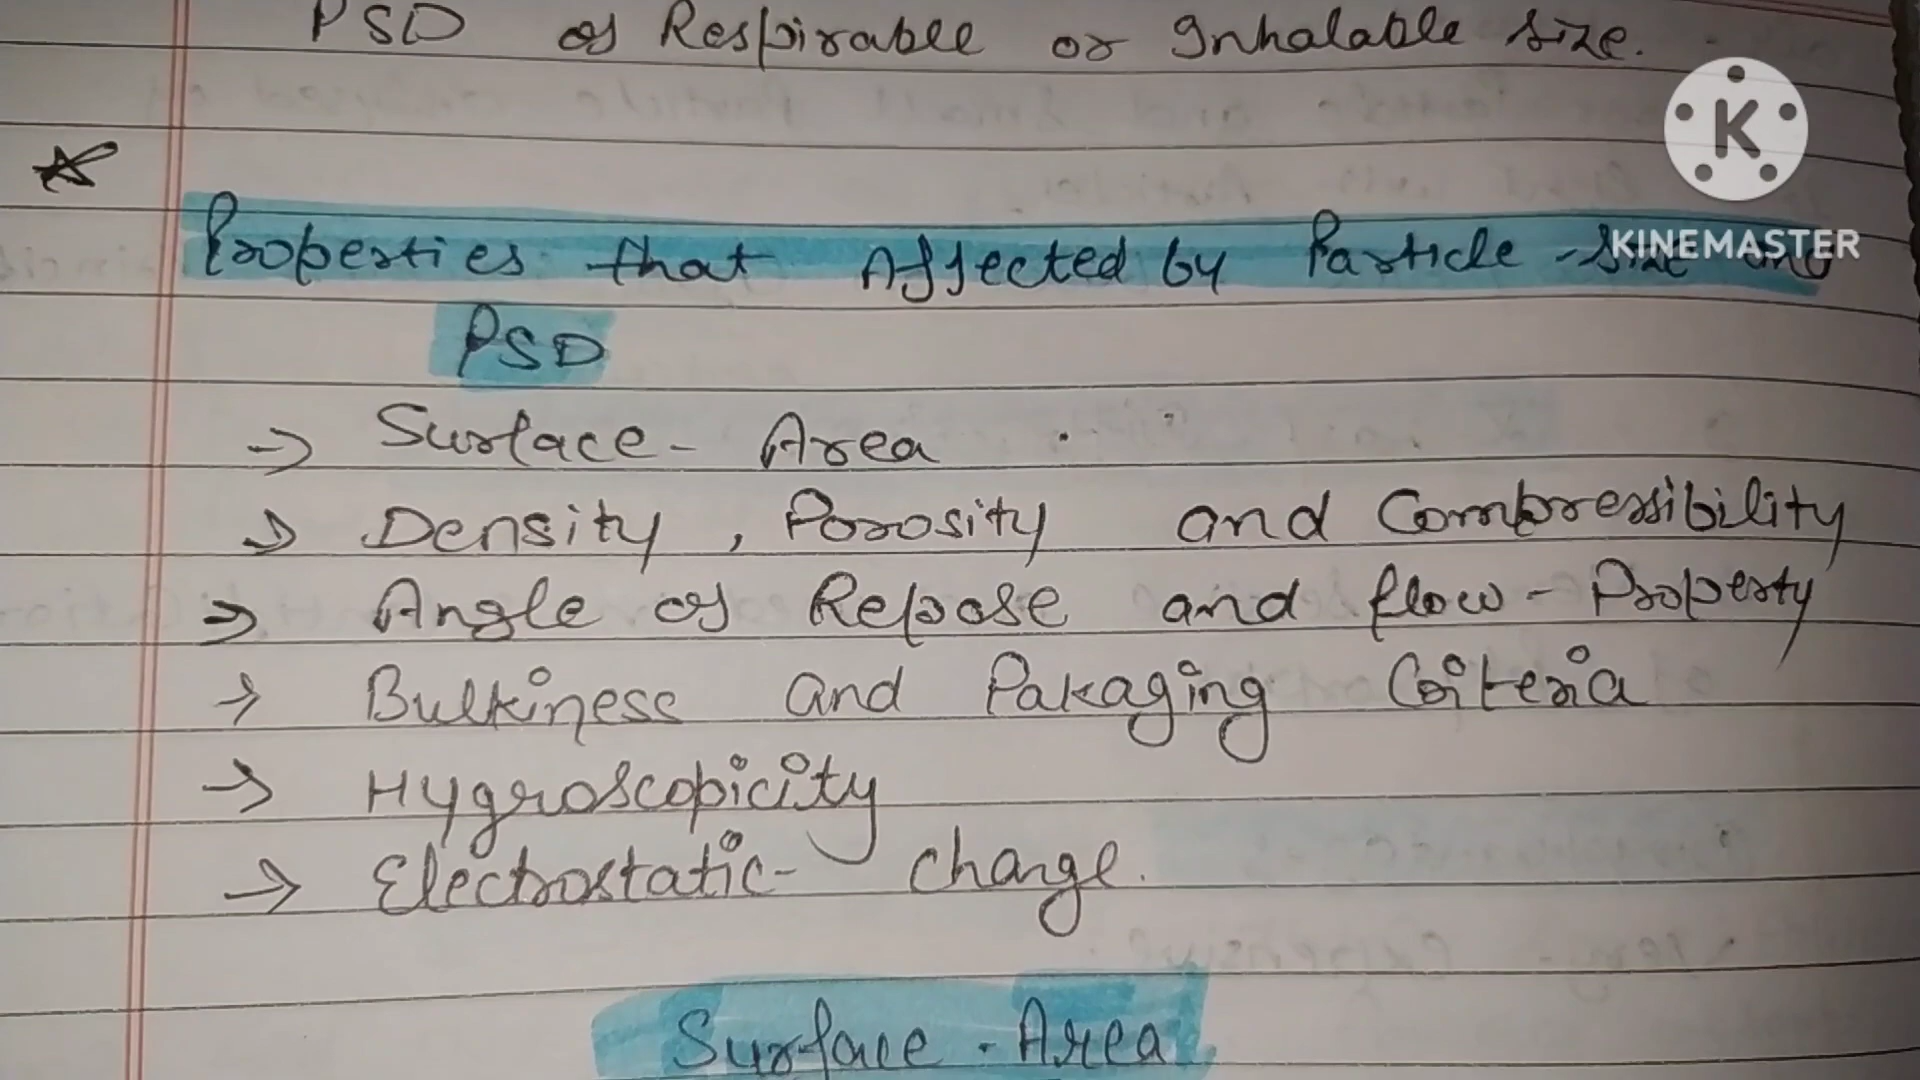 PSD of Respirable or Inhalable size.
K
KINEMASTER
Properties that Affected by Particle - Size and
PSD
→ Surface - Area
→ Density, Porosity and Compressibility
→ Angle of Repose and flow - Property
→ Bulkiness and Pakaging Criteria
→ Hygroscopicity
→ Electrostatic - Charge.
Surface - Area